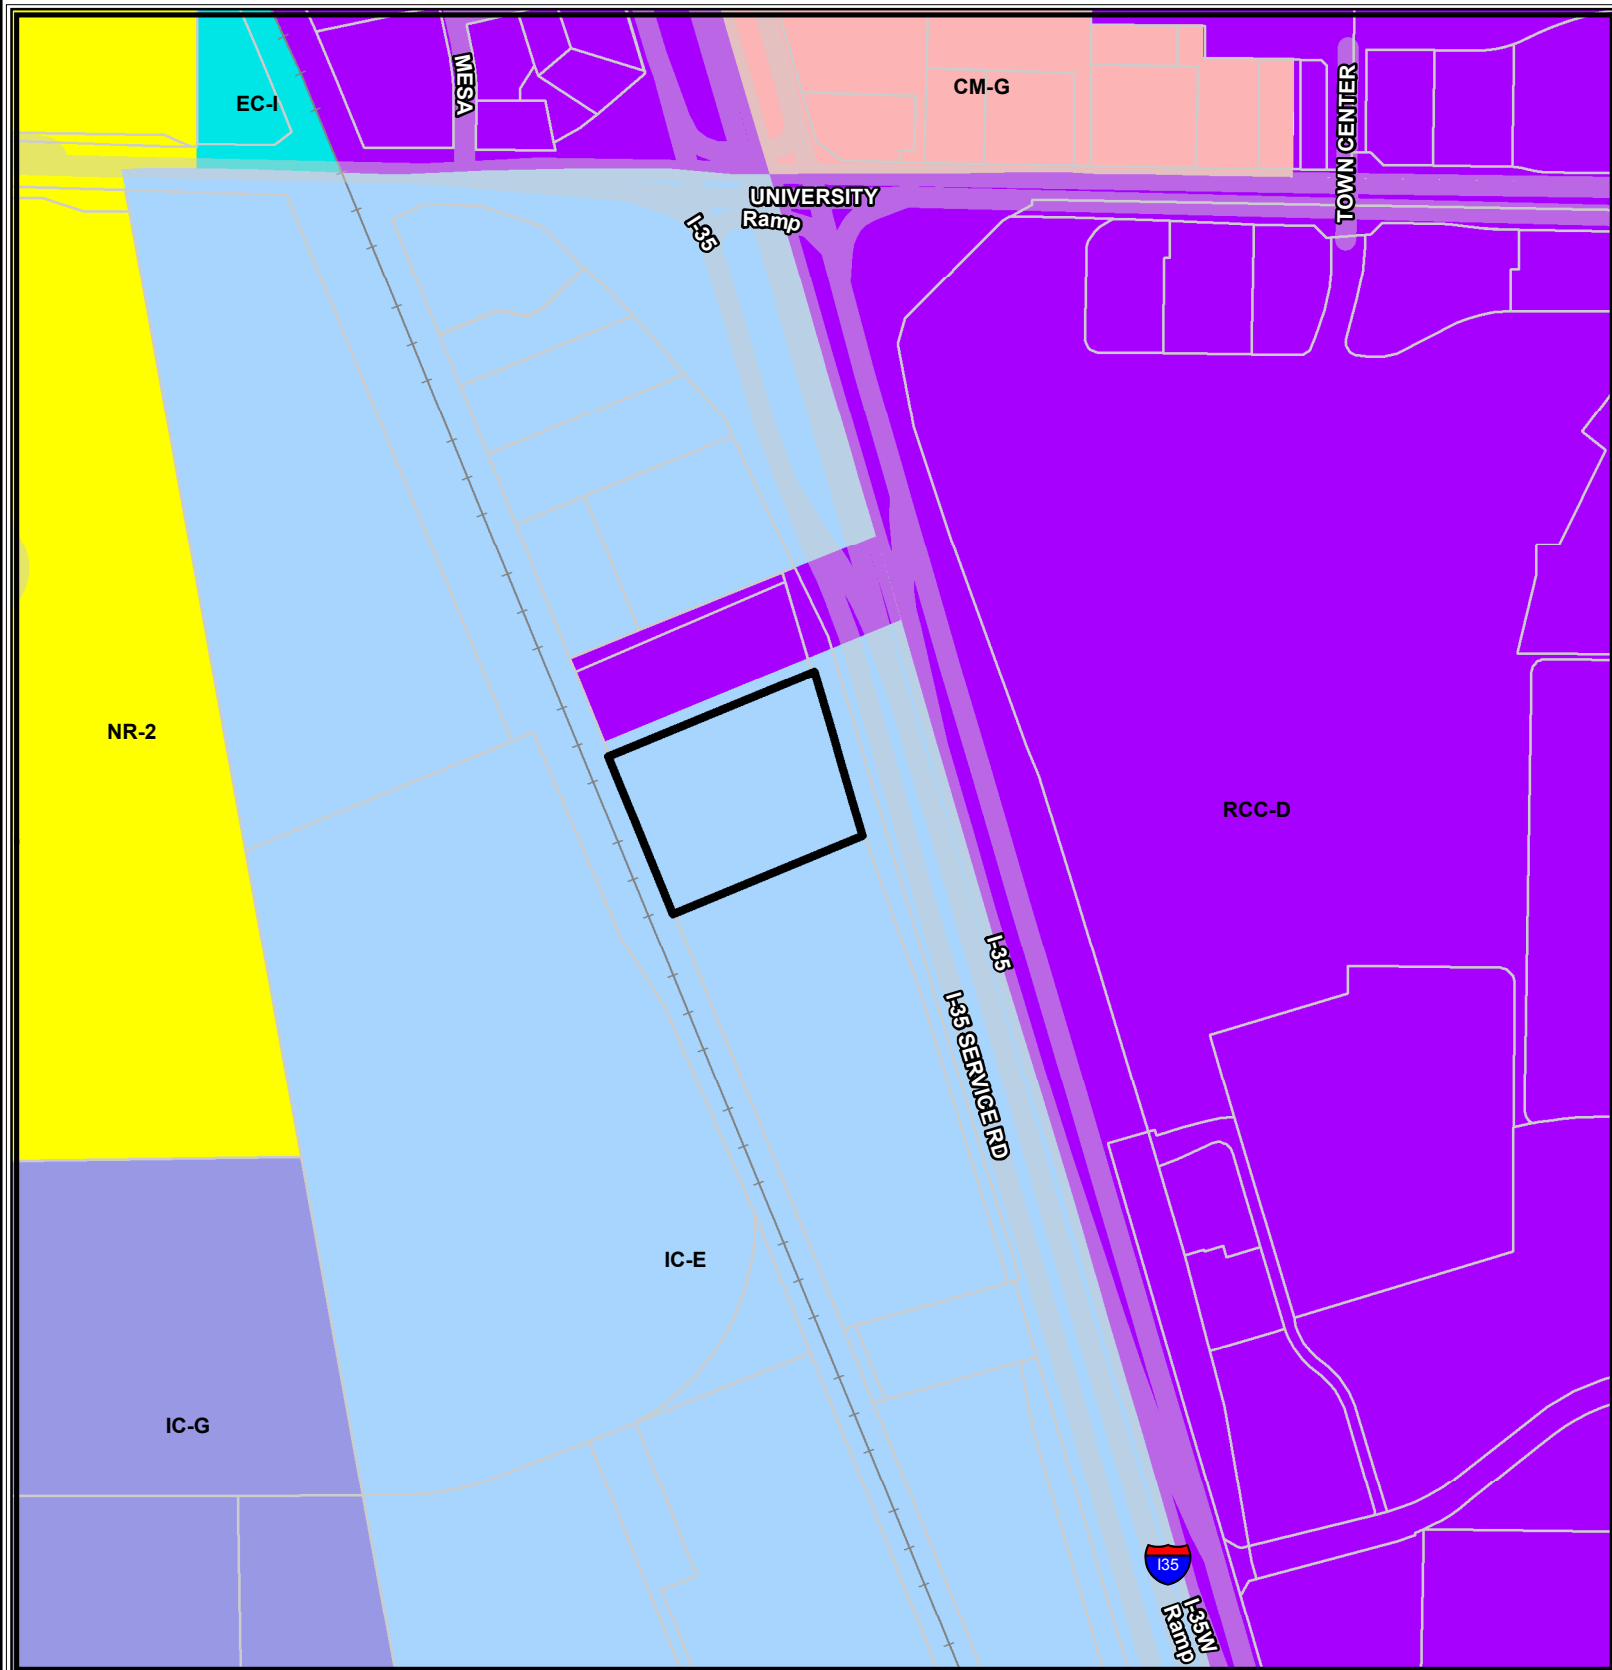 MESA
EC-I
CM-G
TOWN CENTER
UNIVERSITY
Ramp
I-35
NR-2
RCC-D
I-35
I-35 SERVICE RD
IC-E
IC-G
I35
I-35W
Ramp